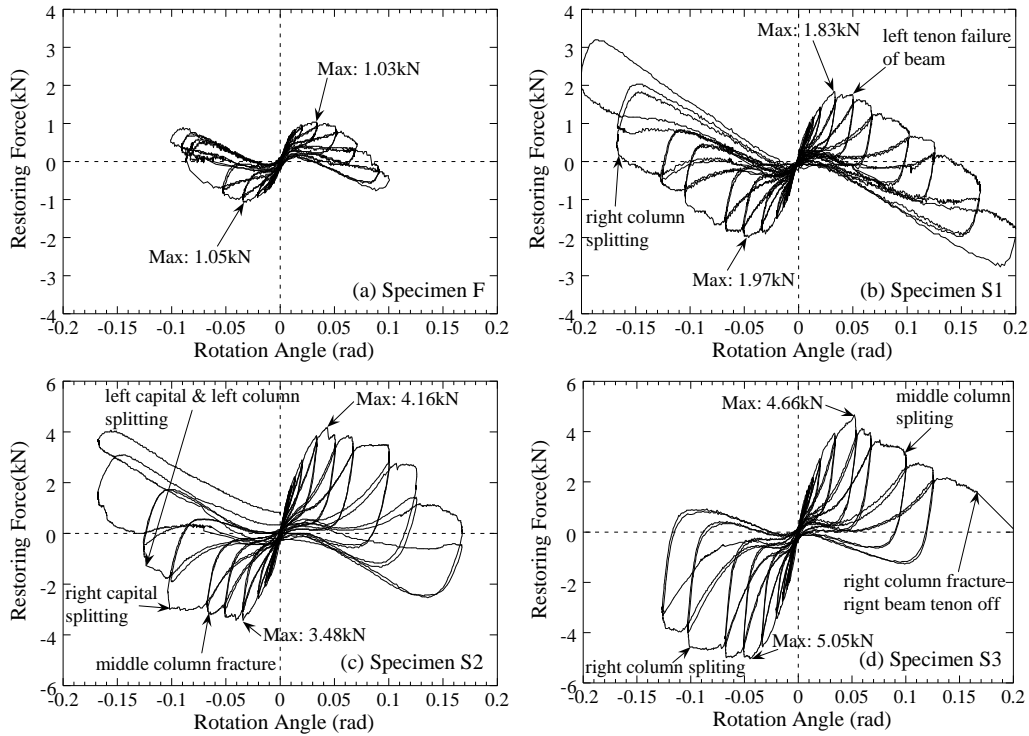 4
3
2
1
0
-1
-2
-3
-4
Restoring Force(kN)
Max: 1.03kN
Max: 1.05kN
(a) Specimen F
-0.2 -0.15 -0.1 -0.05 0 0.05 0.1 0.15 0.2
Rotation Angle (rad)
4
3
2
1
0
-1
-2
-3
-4
Restoring Force(kN)
Max: 1.83kN
left tenon failure
of beam
right column
splitting
Max: 1.97kN
(b) Specimen S1
-0.2 -0.15 -0.1 -0.05 0 0.05 0.1 0.15 0.2
Rotation Angle (rad)
6
4
2
0
-2
-4
-6
Restoring Force(kN)
left capital & left column
splitting
Max: 4.16kN
right capital
splitting
Max: 3.48kN
middle column fracture
(c) Specimen S2
-0.2 -0.15 -0.1 -0.05 0 0.05 0.1 0.15 0.2
Rotation Angle (rad)
6
4
2
0
-2
-4
-6
Restoring Force(kN)
Max: 4.66kN
middle column
spliting
right column fracture
right beam tenon off
Max: 5.05kN
right column spliting
(d) Specimen S3
-0.2 -0.15 -0.1 -0.05 0 0.05 0.1 0.15 0.2
Rotation Angle (rad)